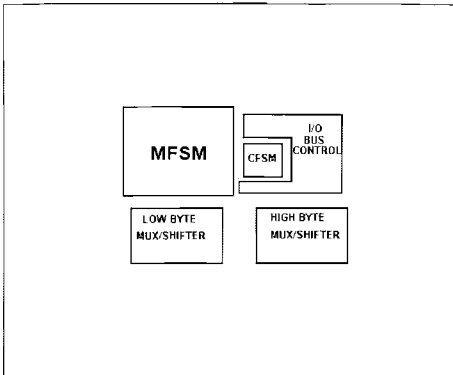 MFSM
I/O
BUS
CONTROL
CFSM
LOW BYTE
MUX/SHIFTER
HIGH BYTE
MUX/SHIFTER